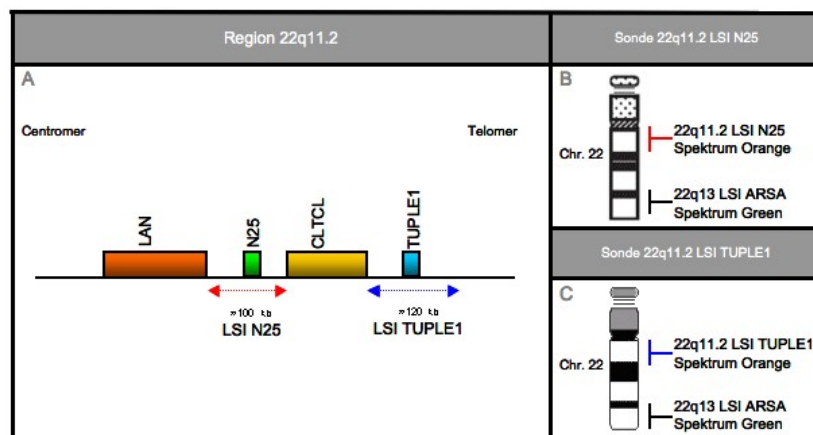 Region 22q11.2
A
Centromer
Telomer
LAN
N25
CLTCL
TUPLE1
≈100 kb
LSI N25
≈120 kb
LSI TUPLE1
Sonde 22q11.2 LSI N25
B
Chr. 22
22q11.2 LSI N25
Spektrum Orange
22q13 LSI ARSA
Spektrum Green
Sonde 22q11.2 LSI TUPLE1
C
Chr. 22
22q11.2 LSI TUPLE1
Spektrum Orange
22q13 LSI ARSA
Spektrum Green